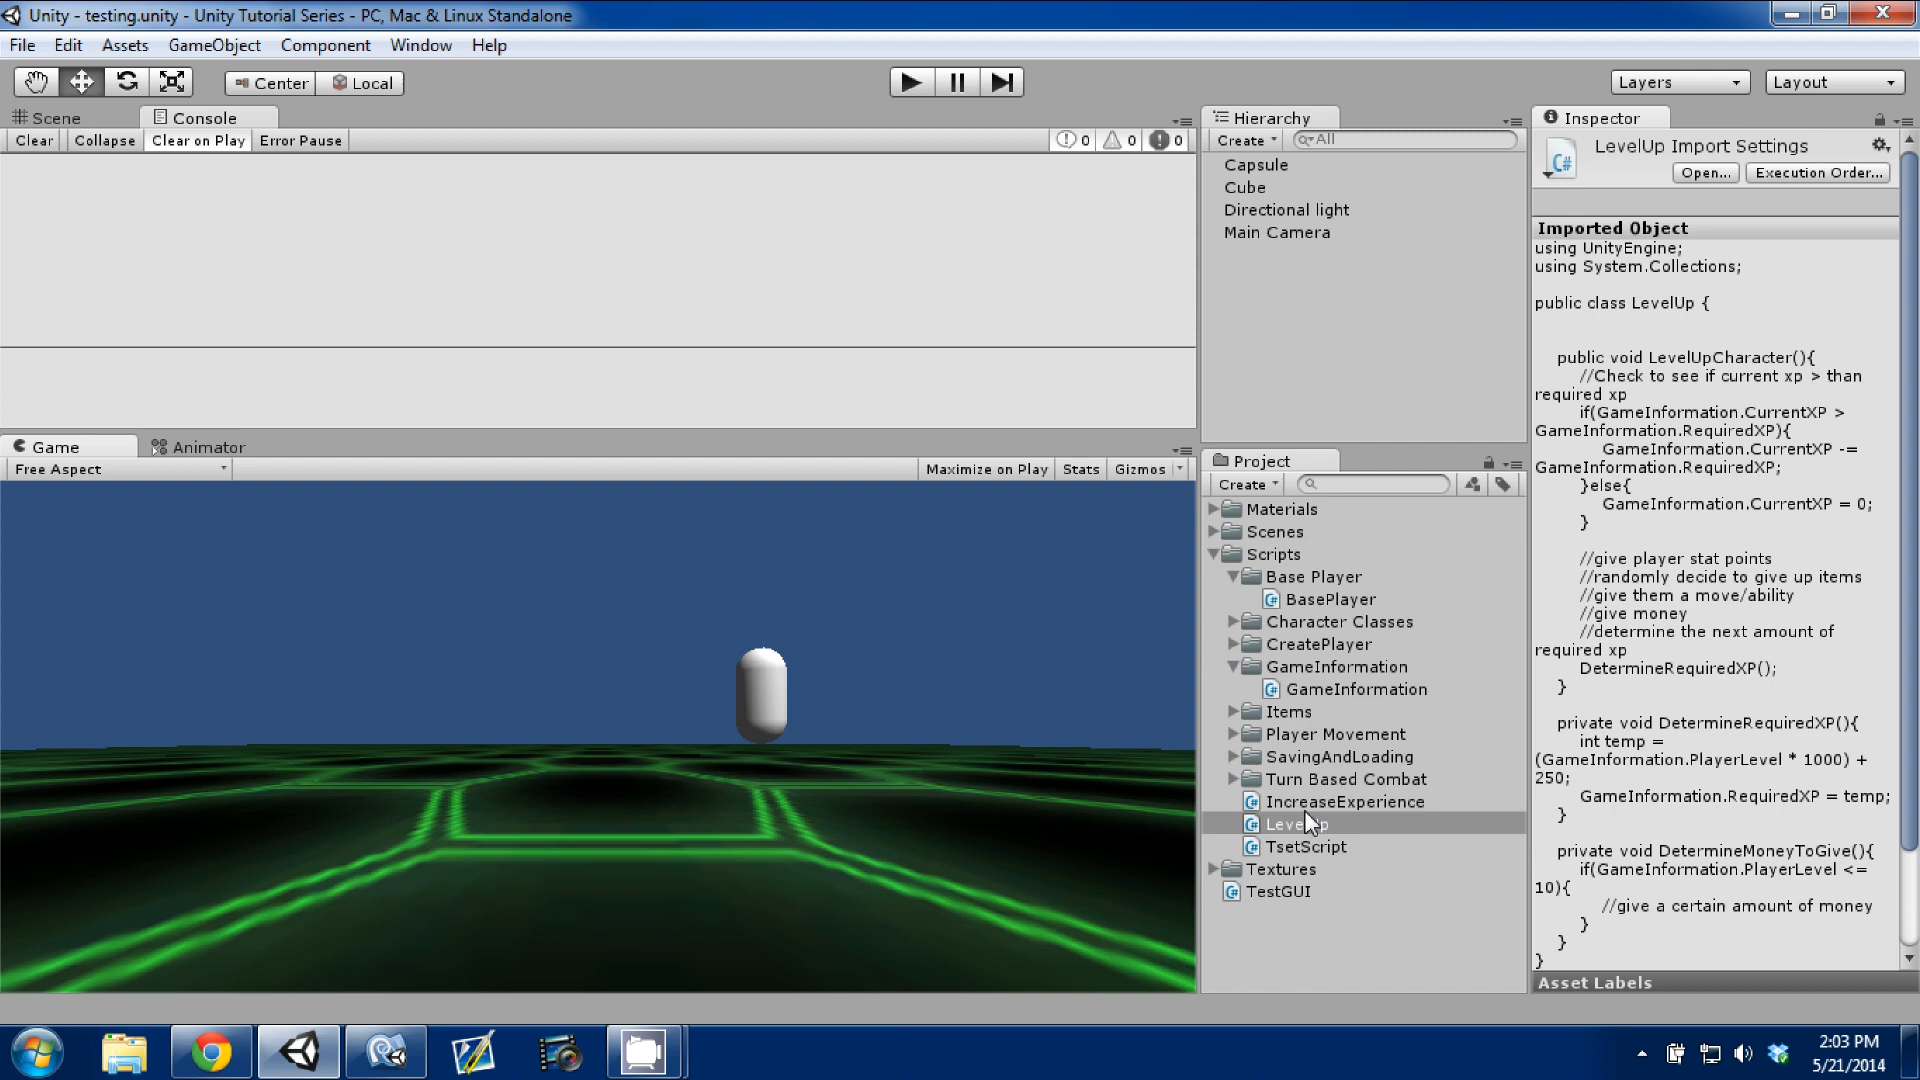 Unity - testing.unity - Unity Tutorial Series - PC, Mac & Linux Standalone
File Edit Assets GameObject Component Window Help
Center Local
Layers Layout
Scene Console
Clear Collapse Clear on Play Error Pause 0 0 0
Game Animator
Free Aspect Maximize on Play Stats Gizmos
Hierarchy
Create All
Capsule
Cube
Directional light
Main Camera
Project
Create
Materials
Scenes
Scripts
Base Player
BasePlayer
Character Classes
CreatePlayer
GameInformation
GameInformation
Items
Player Movement
SavingAndLoading
Turn Based Combat
IncreaseExperience
LevelUp
TsetScript
Textures
TestGUI
Inspector
LevelUp Import Settings
Open... Execution Order...
Imported Object
using UnityEngine;
using System.Collections;
public class LevelUp {
public void LevelUpCharacter(){
//Check to see if current xp > than
required xp
if(GameInformation.CurrentXP >
GameInformation.RequiredXP){
GameInformation.CurrentXP -=
GameInformation.RequiredXP;
}else{
GameInformation.CurrentXP = 0;
}
//give player stat points
//randomly decide to give up items
//give them a move/ability
//give money
//determine the next amount of
required xp
DetermineRequiredXP();
}
private void DetermineRequiredXP(){
int temp =
(GameInformation.PlayerLevel * 1000) +
250;
GameInformation.RequiredXP = temp;
}
private void DetermineMoneyToGive(){
if(GameInformation.PlayerLevel <=
10){
//give a certain amount of money
}
}
}
Asset Labels
2:03 PM
5/21/2014